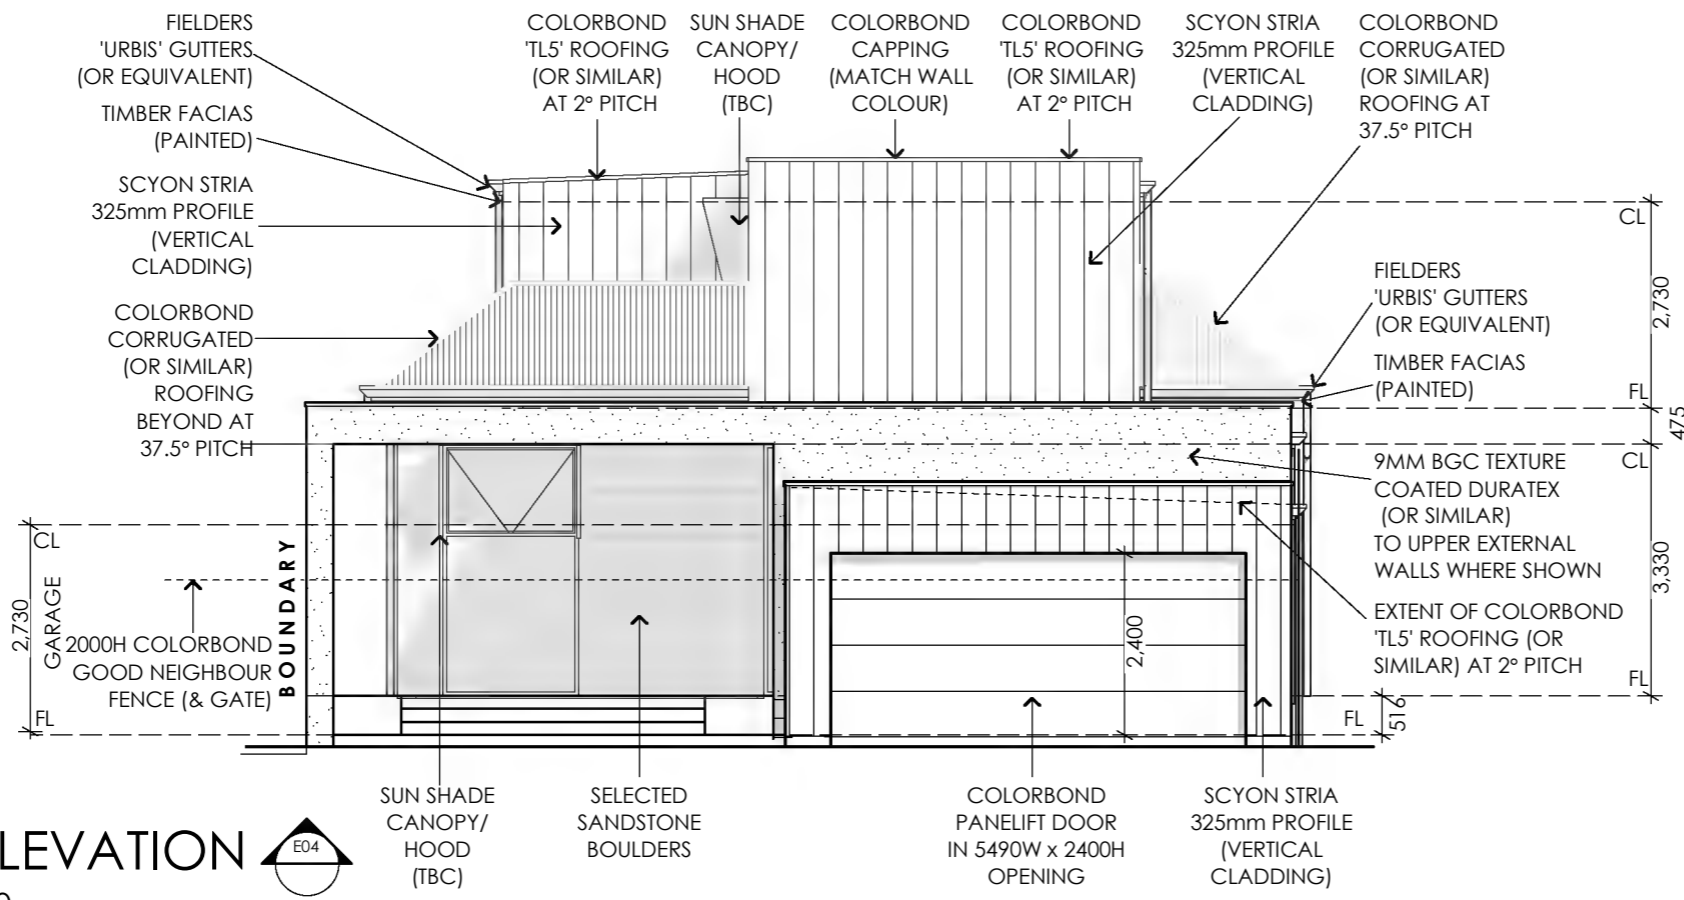 FIELDERS
'URBIS' GUTTERS
(OR EQUIVALENT)
TIMBER FACIAS
(PAINTED)
SCYON STRIA
325mm PROFILE
(VERTICAL
CLADDING)
COLORBOND
CORRUGATED
(OR SIMILAR)
ROOFING
BEYOND AT
37.5° PITCH
COLORBOND
'TL5' ROOFING
(OR SIMILAR)
AT 2° PITCH
SUN SHADE
CANOPY/
HOOD
(TBC)
COLORBOND
CAPPING
(MATCH WALL
COLOUR)
COLORBOND
'TL5' ROOFING
(OR SIMILAR)
AT 2° PITCH
SCYON STRIA
325mm PROFILE
(VERTICAL
CLADDING)
COLORBOND
CORRUGATED
(OR SIMILAR)
ROOFING AT
37.5° PITCH
CL
2,730
FL
475
CL
3,330
FL
FL
516
FIELDERS
'URBIS' GUTTERS
(OR EQUIVALENT)
TIMBER FACIAS
(PAINTED)
9MM BGC TEXTURE
COATED DURATEX
(OR SIMILAR)
TO UPPER EXTERNAL
WALLS WHERE SHOWN
EXTENT OF COLORBOND
'TL5' ROOFING (OR
SIMILAR) AT 2° PITCH
CL
2,730
GARAGE
FL
2000H COLORBOND
GOOD NEIGHBOUR
FENCE (& GATE)
BOUNDARY
2,400
SUN SHADE
CANOPY/
HOOD
(TBC)
SELECTED
SANDSTONE
BOULDERS
COLORBOND
PANELIFT DOOR
IN 5490W x 2400H
OPENING
SCYON STRIA
325mm PROFILE
(VERTICAL
CLADDING)
LEVATION
E04